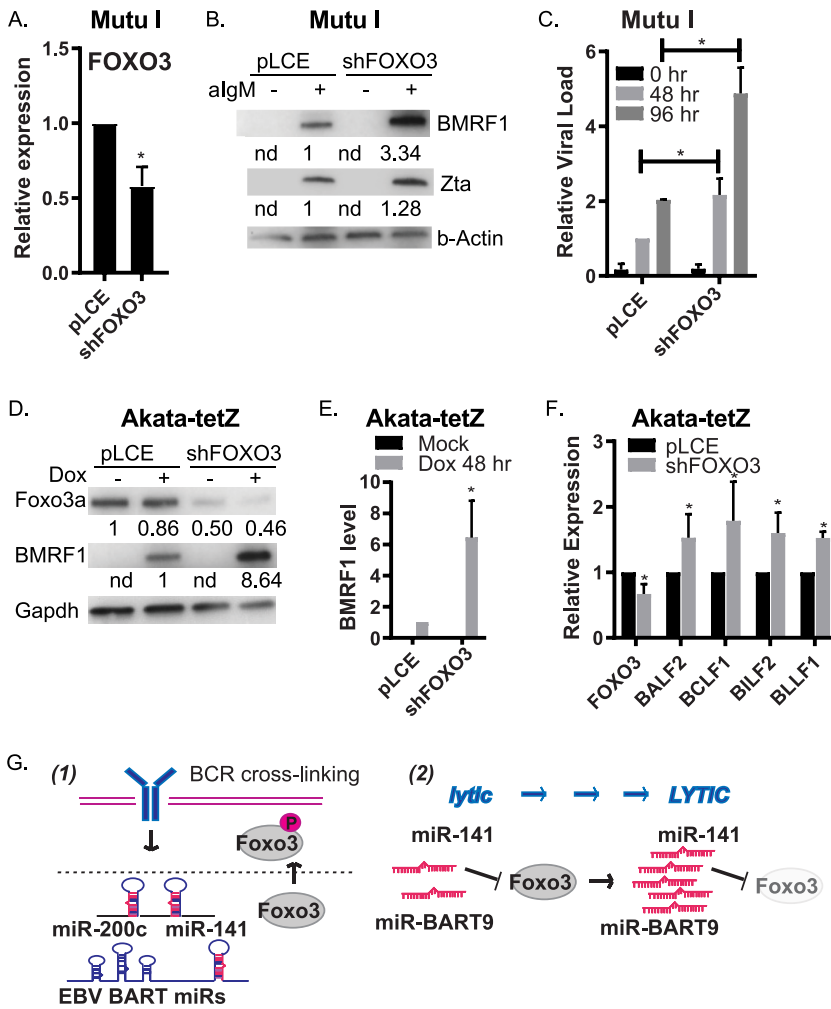 A.
Mutu I
FOXO3
Relative expression
1.5
1.0
0.5
0.0
*
pLCE
shFOXO3
B.
Mutu I
pLCE shFOXO3
aIgM - + - +
BMRF1
nd 1 nd 3.34
Zta
nd 1 nd 1.28
b-Actin
C.
Mutu I
Relative Viral Load
6
4
2
0
0 hr
48 hr
96 hr
*
*
pLCE
shFOXO3
D.
Akata-tetZ
pLCE shFOXO3
Dox - + - +
Foxo3a
1 0.86 0.50 0.46
BMRF1
nd 1 nd 8.64
Gapdh
E.
Akata-tetZ
Mock
Dox 48 hr
BMRF1 level
10
8
6
4
2
0
*
pLCE
shFOXO3
F.
Akata-tetZ
pLCE
shFOXO3
Relative Expression
3
2
1
0
* * * * *
FOXO3
BALF2
BCLF1
BILF2
BLLF1
G.
(1)
BCR cross-linking
P
Foxo3
Foxo3
miR-200c miR-141
EBV BART miRs
(2)
lytic LYTIC
miR-141 miR-141
Foxo3 Foxo3
miR-BART9 miR-BART9